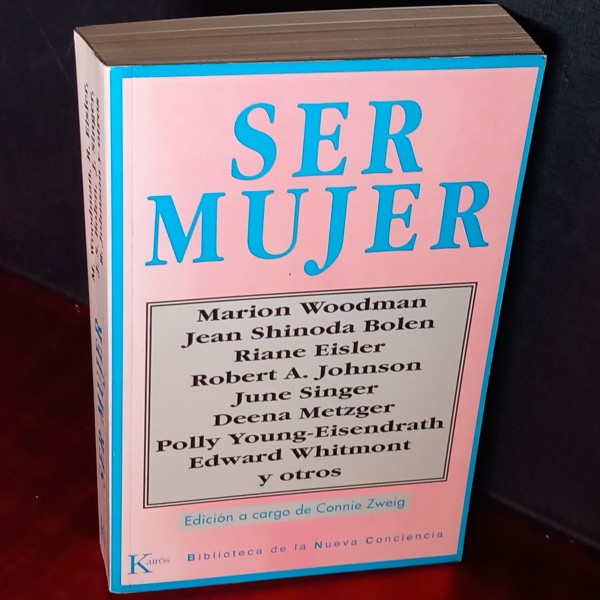 SER
MUJER
Marion Woodman
Jean Shinoda Bolen
Riane Eisler
Robert A. Johnson
June Singer
Deena Metzger
Polly Young-Eisendrath
Edward Whitmont
y otros
Edición a cargo de Connie Zweig
Kairós
Biblioteca de la Nueva Conciencia
SER MUJER